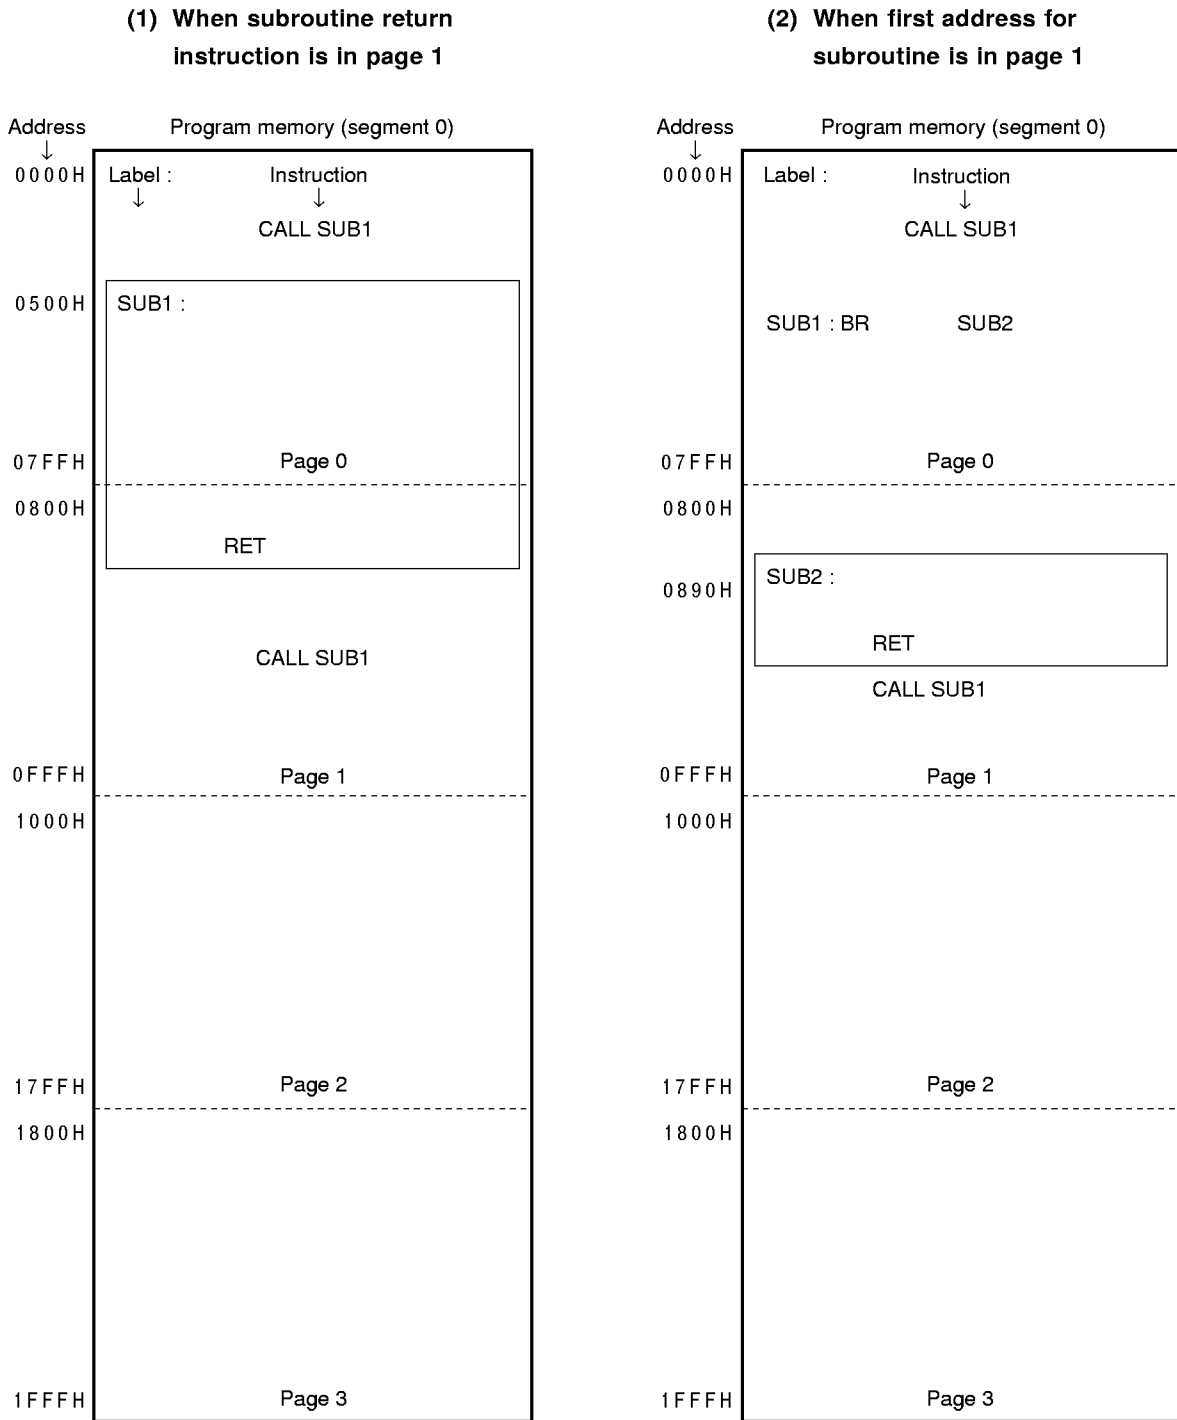 (1) When subroutine return
instruction is in page 1
Address
Program memory (segment 0)
↓
0000H
Label :
Instruction
↓
↓
CALL SUB1
0500H
SUB1 :
07FFH
Page 0
0800H
RET
CALL SUB1
0FFFH
Page 1
1000H
17FFH
Page 2
1800H
1FFFH
Page 3
(2) When first address for
subroutine is in page 1
Address
Program memory (segment 0)
↓
0000H
Label :
Instruction
↓
CALL SUB1
SUB1 : BR SUB2
07FFH
Page 0
0800H
0890H
SUB2 :
RET
CALL SUB1
0FFFH
Page 1
1000H
17FFH
Page 2
1800H
1FFFH
Page 3